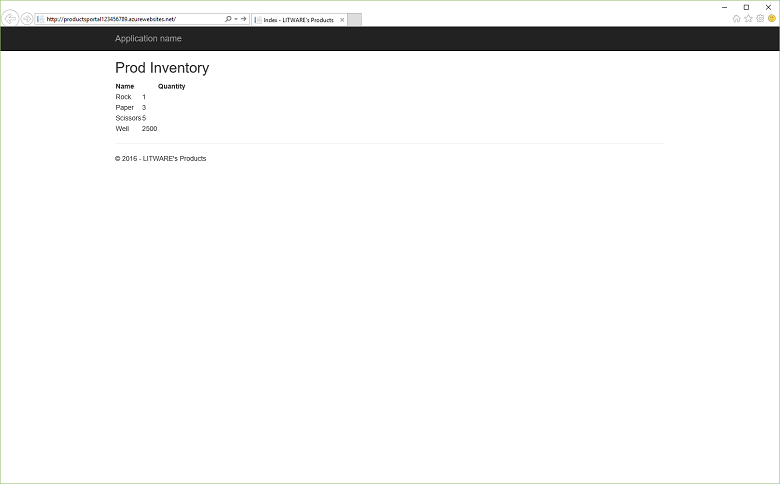 http://productsportal123456789.azurewebsites.net/
Index - LITWARE's Products
Application name
Prod Inventory
Name Quantity
Rock 1
Paper 3
Scissors 5
Well 2500
© 2016 - LITWARE's Products